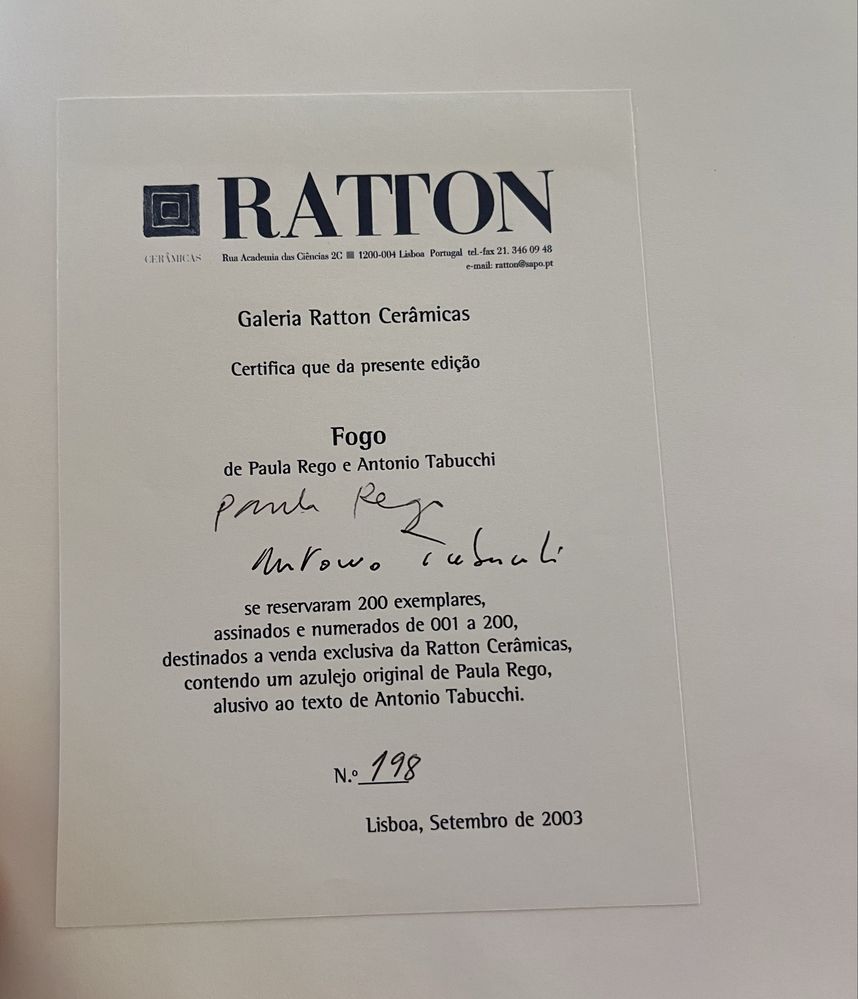 RATTON
CERÂMICAS
Rua Academia das Ciências 2C ■ 1200-004 Lisboa Portugal tel.-fax 21. 346 09 48
e-mail: ratton@sapo.pt
Galeria Ratton Cerâmicas
Certifica que da presente edição
Fogo
de Paula Rego e Antonio Tabucchi
Paula Rego
Antonio Tabucchi
se reservaram 200 exemplares,
assinados e numerados de 001 a 200,
destinados a venda exclusiva da Ratton Cerâmicas,
contendo um azulejo original de Paula Rego,
alusivo ao texto de Antonio Tabucchi.
N.º 198
Lisboa, Setembro de 2003